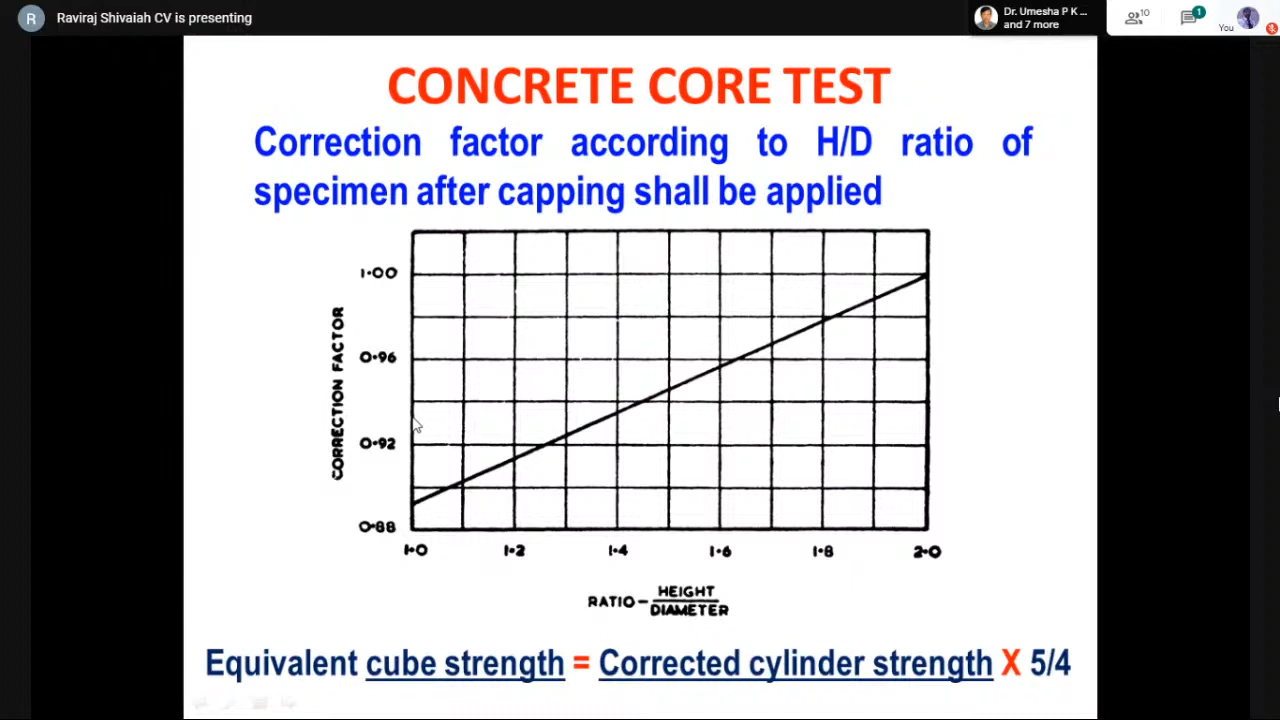 R Raviraj Shivaiah CV is presenting
Dr. Umesha P K ...
and 7 more
10
1
You
CONCRETE CORE TEST
Correction factor according to H/D ratio of
specimen after capping shall be applied
1·00
0·96
0·92
0·88
CORRECTION FACTOR
1·0 1·2 1·4 1·6 1·8 2·0
RATIO – HEIGHT
DIAMETER
Equivalent cube strength = Corrected cylinder strength X 5/4